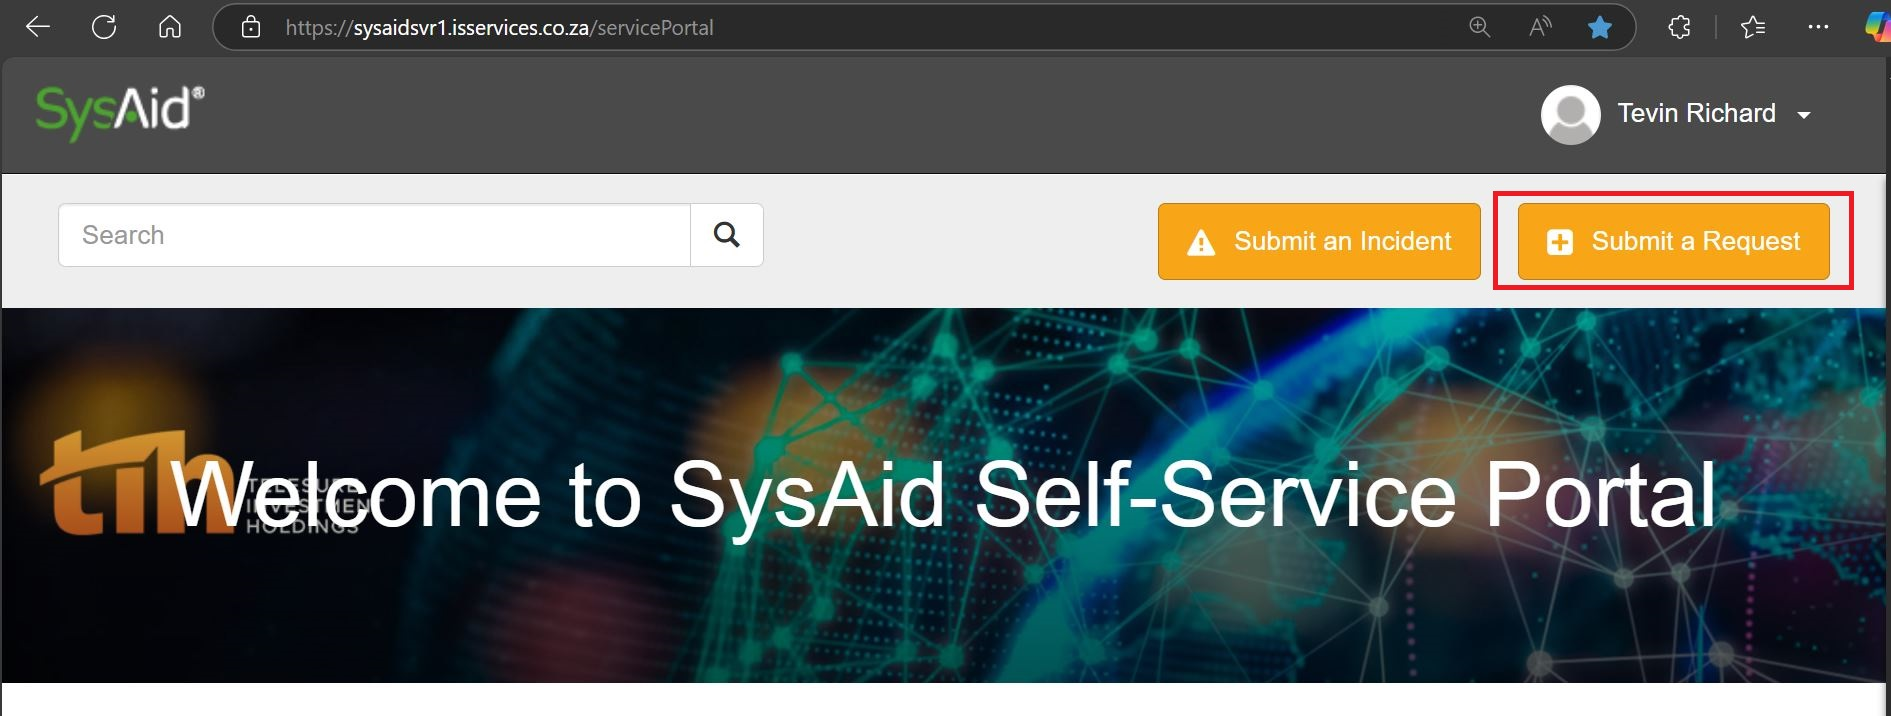 https://sysaidsvr1.isservices.co.za/servicePortal
SysAid®
Tevin Richard
Search
Submit an Incident
Submit a Request
tih
TELESURE
INVESTMENT
HOLDINGS
Welcome to SysAid Self-Service Portal